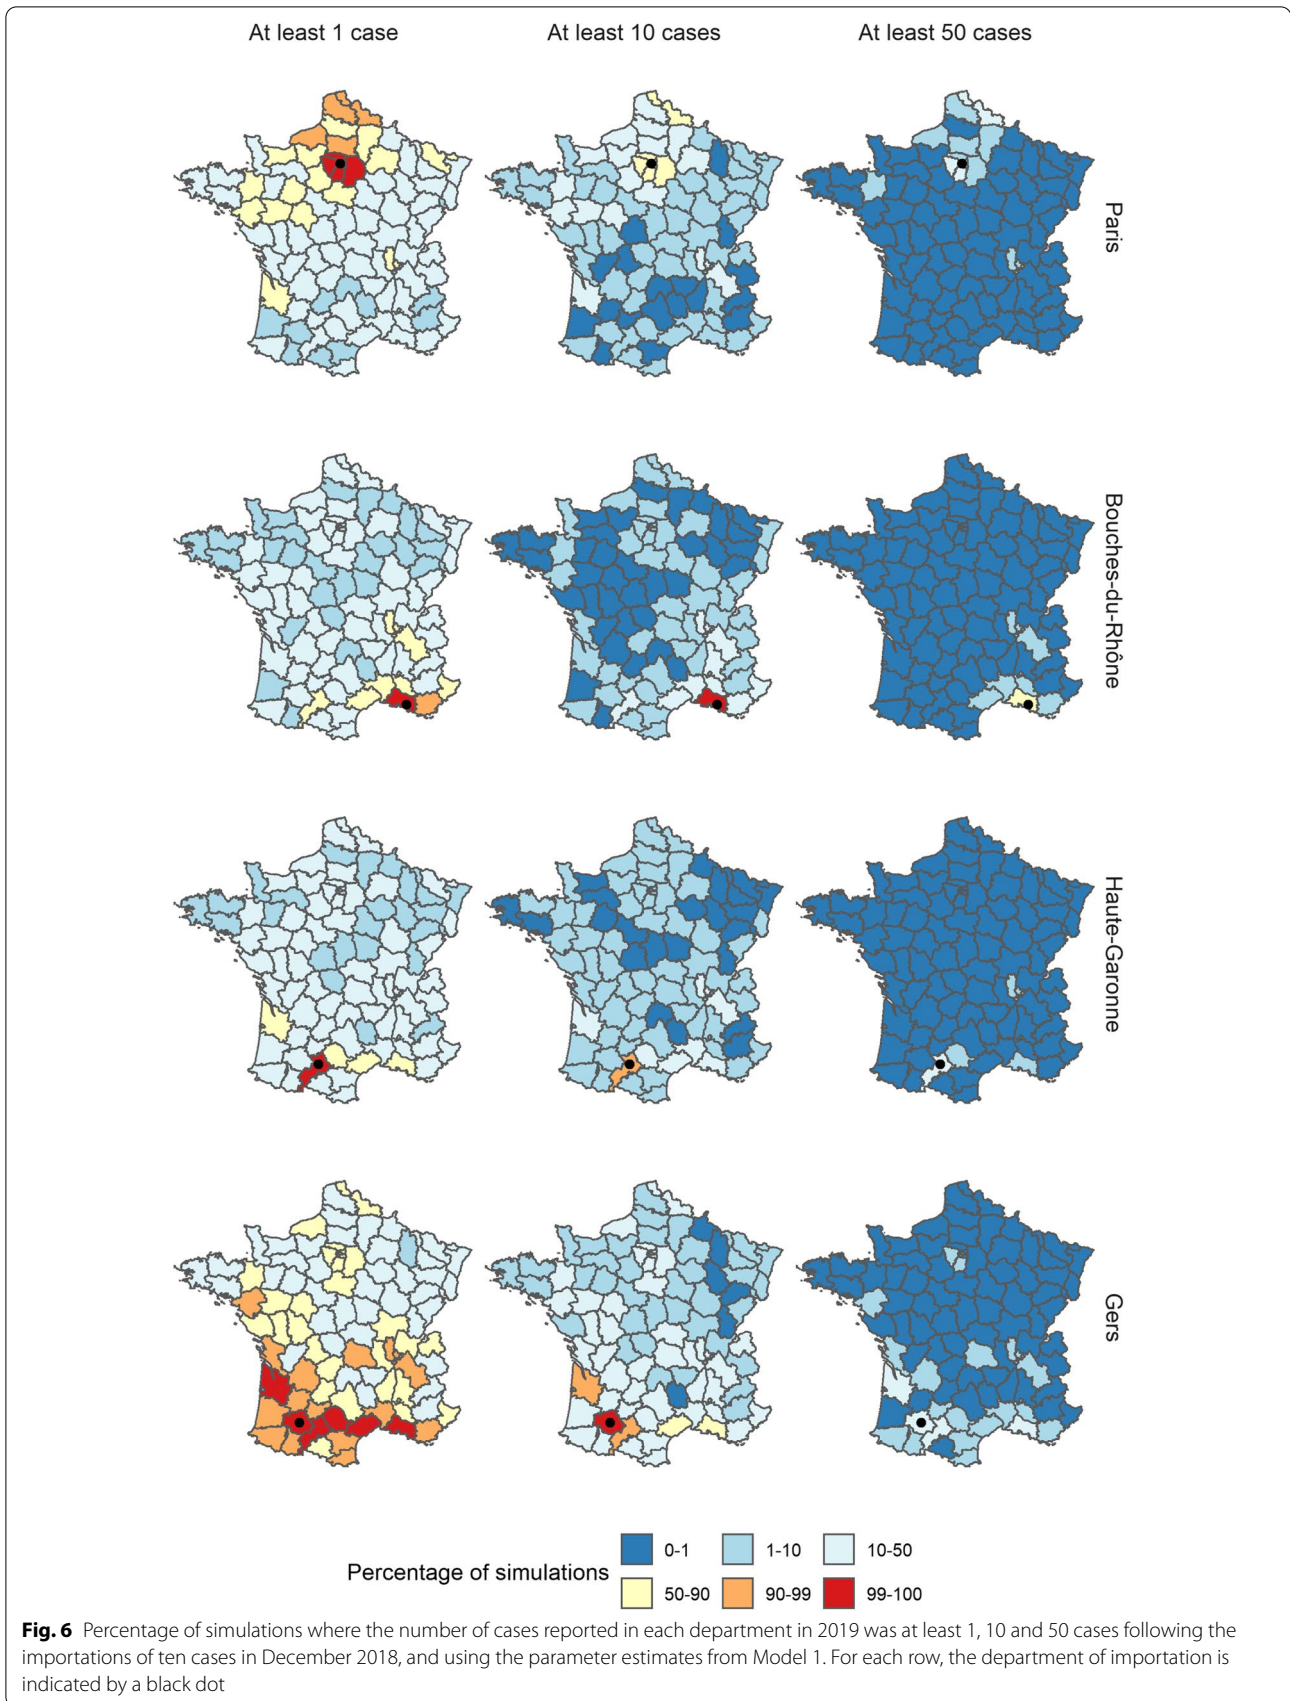 At least 1 case
At least 10 cases
At least 50 cases
Paris
Bouches-du-Rhône
Haute-Garonne
Gers
Percentage of simulations
0-1
1-10
10-50
50-90
90-99
99-100
Fig. 6 Percentage of simulations where the number of cases reported in each department in 2019 was at least 1, 10 and 50 cases following the
importations of ten cases in December 2018, and using the parameter estimates from Model 1. For each row, the department of importation is
indicated by a black dot